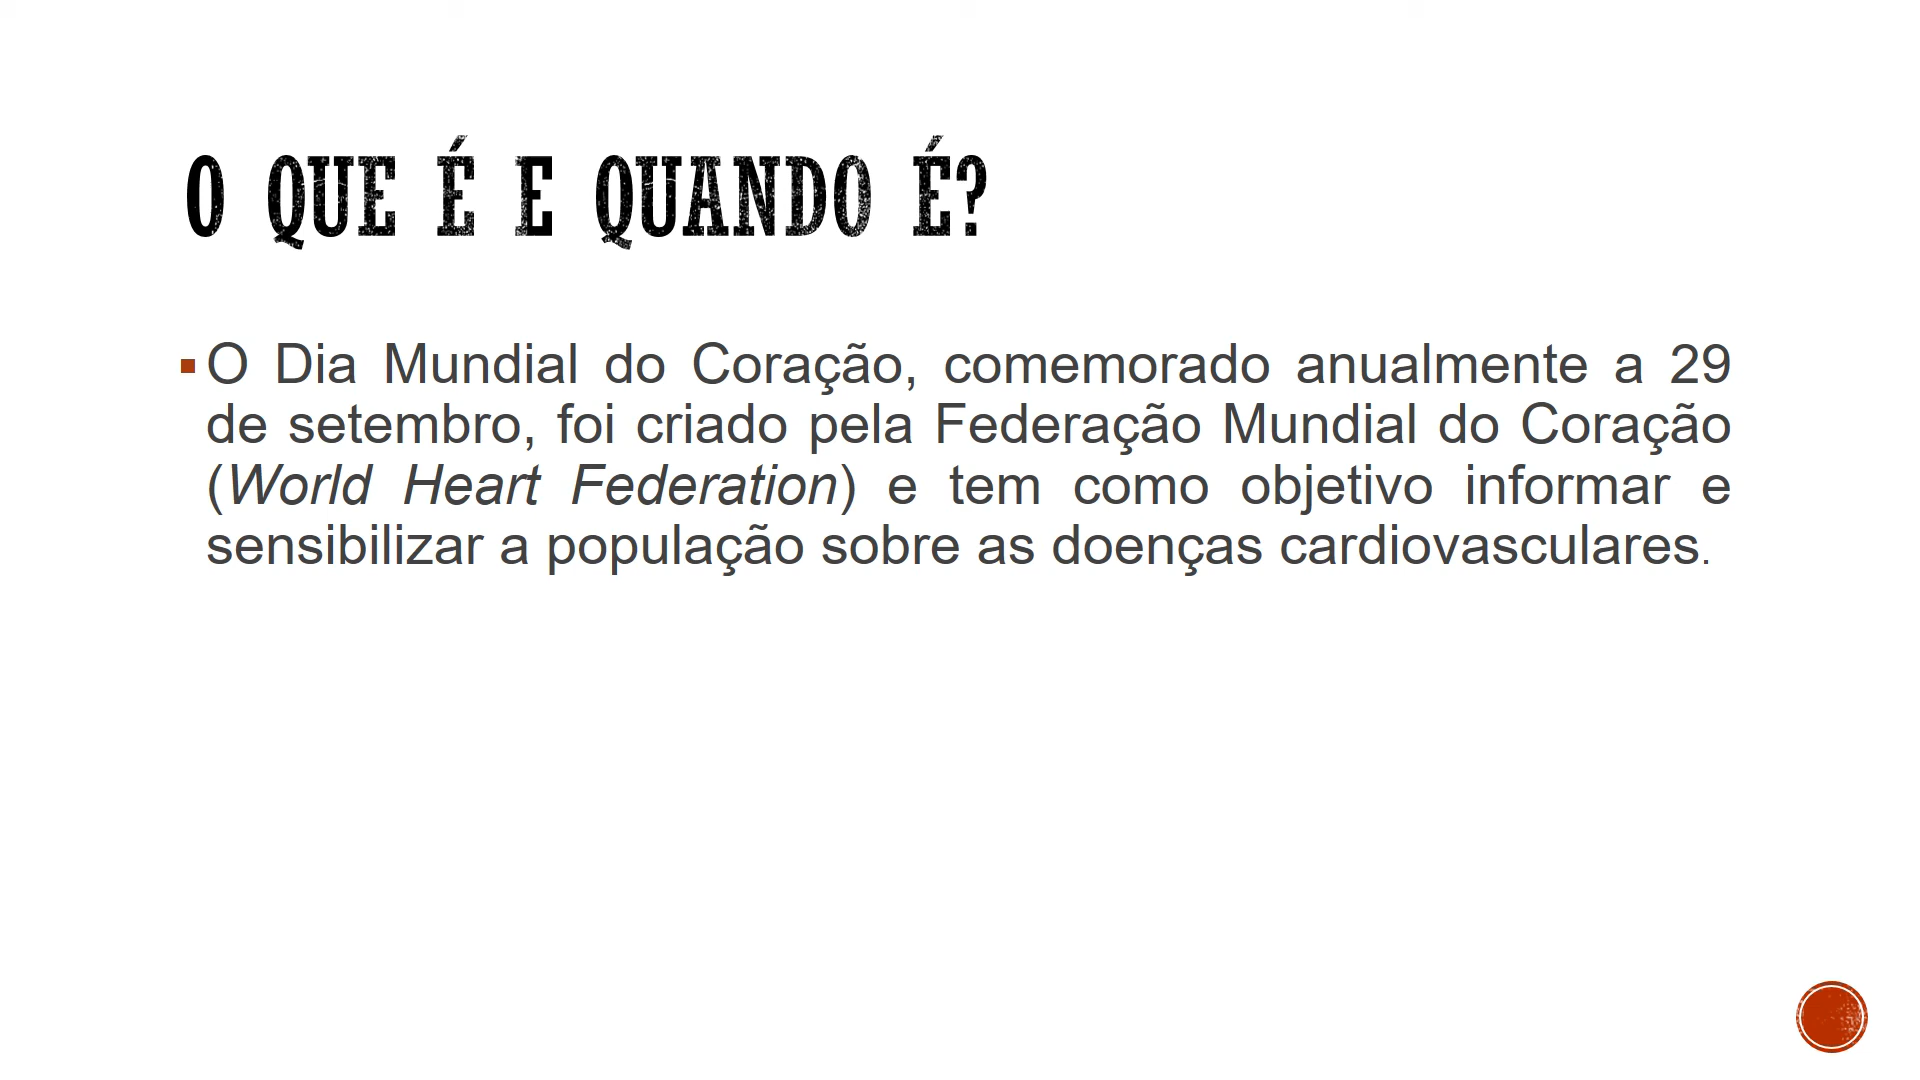 O QUE É E QUANDO É?
▪O Dia Mundial do Coração, comemorado anualmente a 29
de setembro, foi criado pela Federação Mundial do Coração
(World Heart Federation) e tem como objetivo informar e
sensibilizar a população sobre as doenças cardiovasculares.